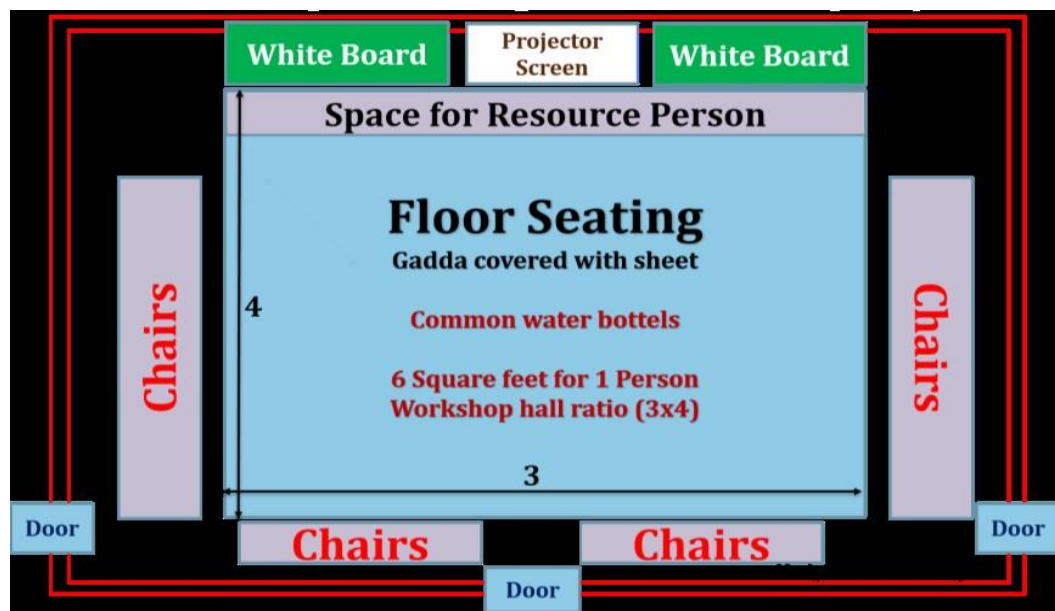 White Board
Projector
Screen
White Board
Space for Resource Person
Floor Seating
Gadda covered with sheet
4
Common water bottels
6 Square feet for 1 Person
Workshop hall ratio (3x4)
3
Chairs
Chairs
Door
Door
Chairs
Chairs
Door